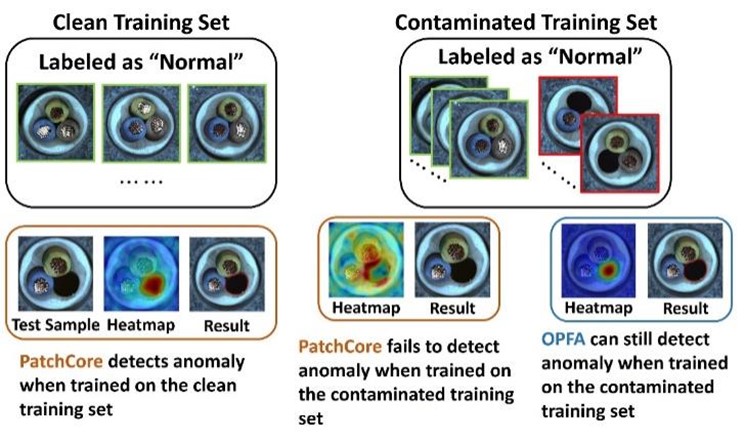 Clean Training Set
Labeled as “Normal”
......
Test Sample Heatmap Result
PatchCore detects anomaly
when trained on the clean
training set
Contaminated Training Set
Labeled as “Normal”
Heatmap Result
PatchCore fails to detect
anomaly when trained on
the contaminated training
set
Heatmap Result
OPFA can still detect
anomaly when trained
on the contaminated
training set